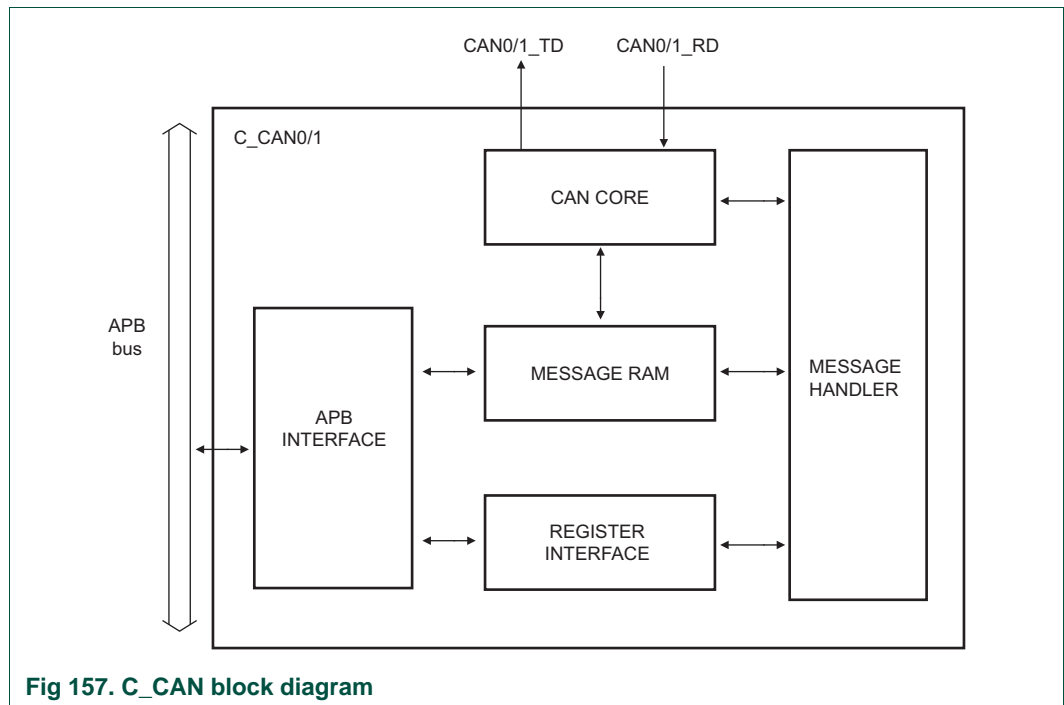 CAN0/1_TD
CAN0/1_RD
C_CAN0/1
CAN CORE
APB
bus
MESSAGE RAM
MESSAGE
HANDLER
APB
INTERFACE
REGISTER
INTERFACE
Fig 157. C_CAN block diagram